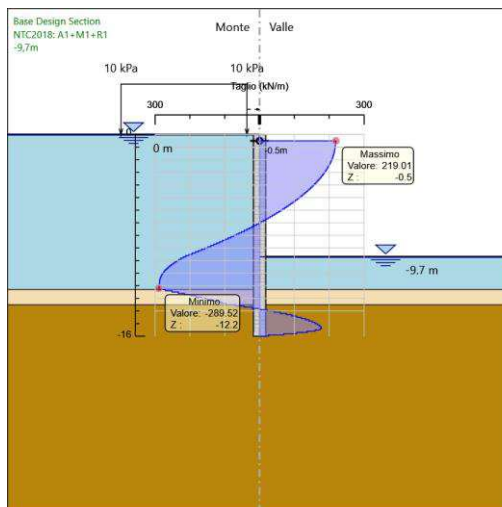 Base Design Section
NTC2018: A1+M1+R1
-9,7m
Monte
Valle
10 kPa
10 kPa
Taglio (kN/m)
300
300
0
0 m
-0.5m
Massimo
Valore: 219.01
Z : -0.5
-9.7 m
Minimo
Valore: -289.52
Z : -12.2
-16